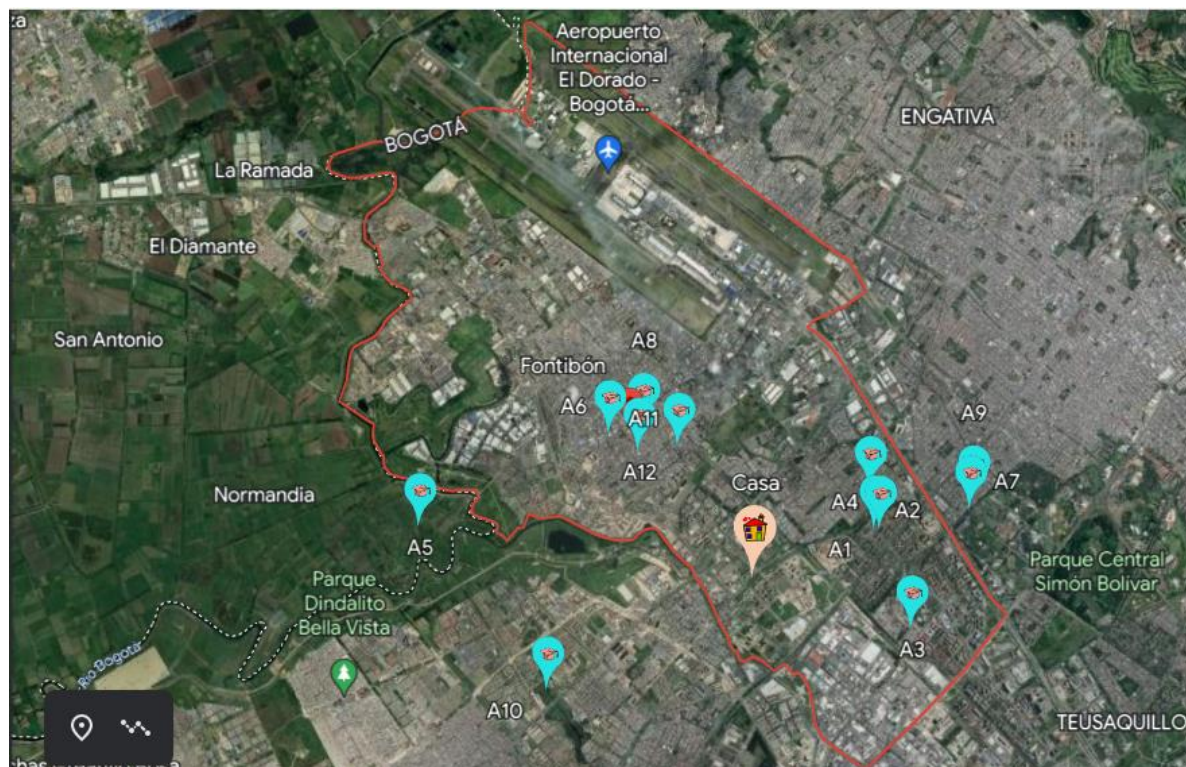 Aeropuerto
Internacional
El Dorado -
Bogotá...
ENGATIVÁ
BOGOTÁ
La Ramada
El Diamante
San Antonio
A8
Fontibón
A6
A11
A9
A12
Normandia
Casa
A4
A2
A7
A5
A1
Parque
Dindalito
Bella Vista
Parque Central
Simón Bolívar
A3
Rio Bogotá
A10
TEUSAQUILLO